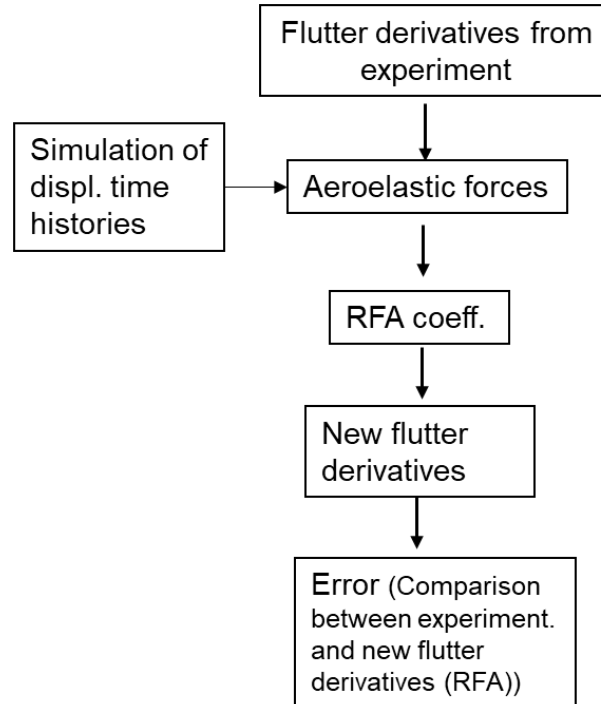 Flutter derivatives from
experiment
Simulation of
displ. time
histories
Aeroelastic forces
RFA coeff.
New flutter
derivatives
Error (Comparison
between experiment.
and new flutter
derivatives (RFA))